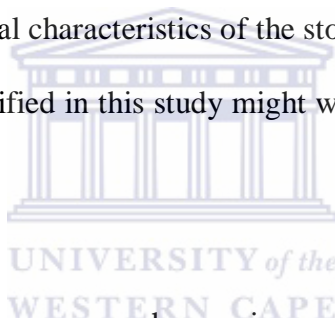 al characteristics of the sto
ified in this study might w
UNIVERSITY of the
WESTERN CAPE